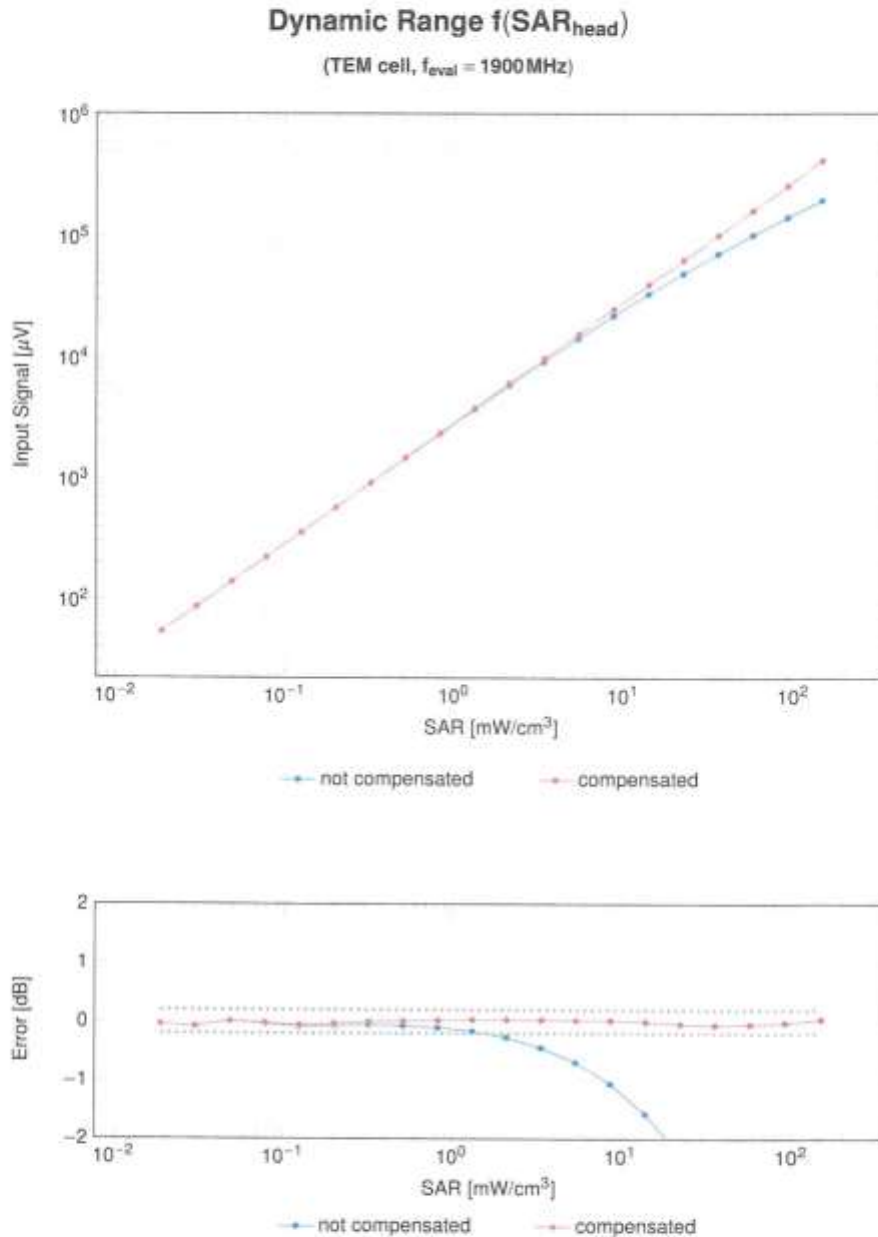 Dynamic Range f(SAR_head)
(TEM cell, f_eval = 1900 MHz)
Input Signal [µV]
10⁶
10⁵
10⁴
10³
10²
10⁻² 10⁻¹ 10⁰ 10¹ 10²
SAR [mW/cm³]
not compensated compensated
Error [dB]
2
1
0
−1
−2
10⁻² 10⁻¹ 10⁰ 10¹ 10²
SAR [mW/cm³]
not compensated compensated